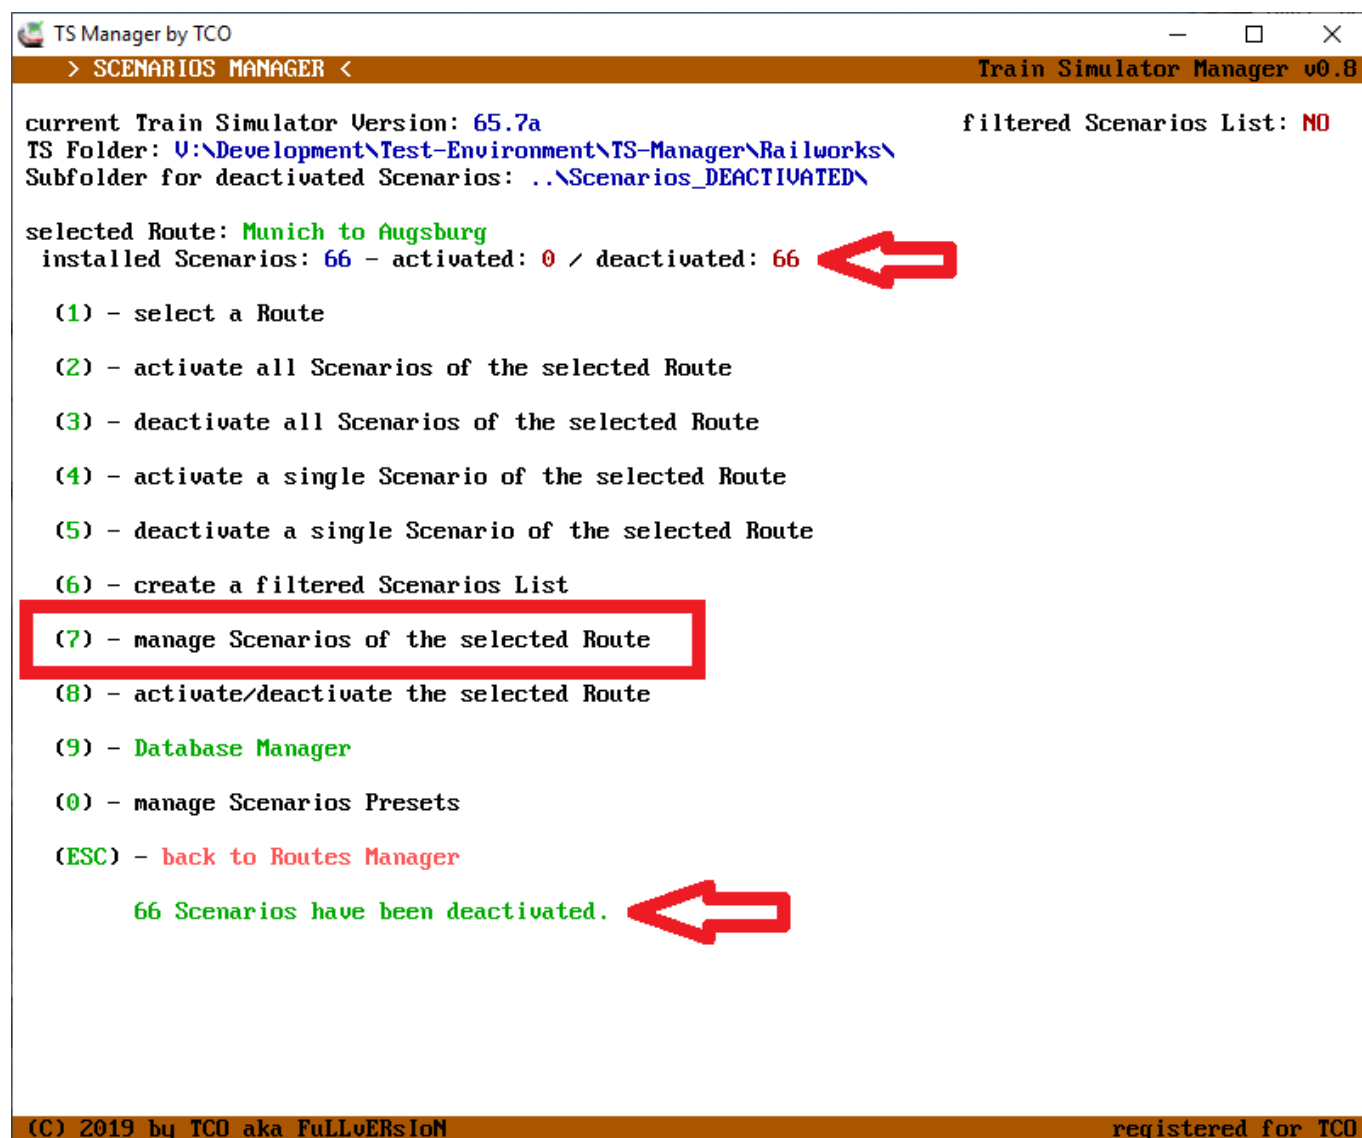 TS Manager by TCO
> SCENARIOS MANAGER < Train Simulator Manager v0.8
current Train Simulator Version: 65.7a filtered Scenarios List: NO
TS Folder: V:\Development\Test-Environment\TS-Manager\Railworks\
Subfolder for deactivated Scenarios: ..\Scenarios_DEACTIVATED\
selected Route: Munich to Augsburg
installed Scenarios: 66 - activated: 0 / deactivated: 66
(1) - select a Route
(2) - activate all Scenarios of the selected Route
(3) - deactivate all Scenarios of the selected Route
(4) - activate a single Scenario of the selected Route
(5) - deactivate a single Scenario of the selected Route
(6) - create a filtered Scenarios List
(7) - manage Scenarios of the selected Route
(8) - activate/deactivate the selected Route
(9) - Database Manager
(0) - manage Scenarios Presets
(ESC) - back to Routes Manager
66 Scenarios have been deactivated.
(C) 2019 by TCO aka FuLLvERsIoN registered for TCO